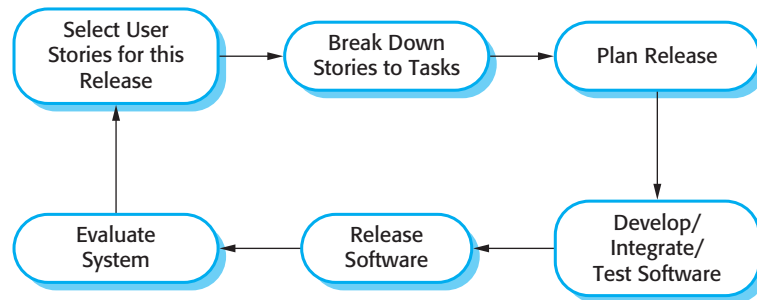 Select User
Stories for this
Release
Break Down
Stories to Tasks
Plan Release
Evaluate
System
Release
Software
Develop/
Integrate/
Test Software